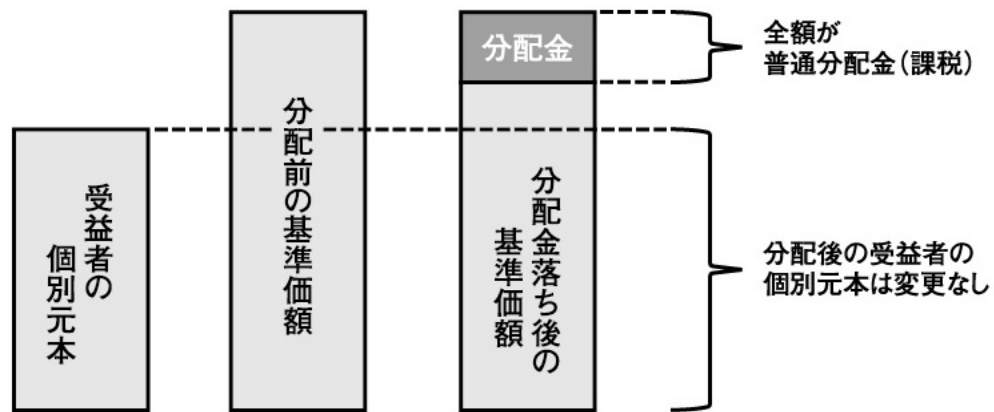 受益者の
個別元本
分配前の基準価額
分配金
分配金落ち後の
基準価額
全額が
普通分配金（課税）
分配後の受益者の
個別元本は変更なし